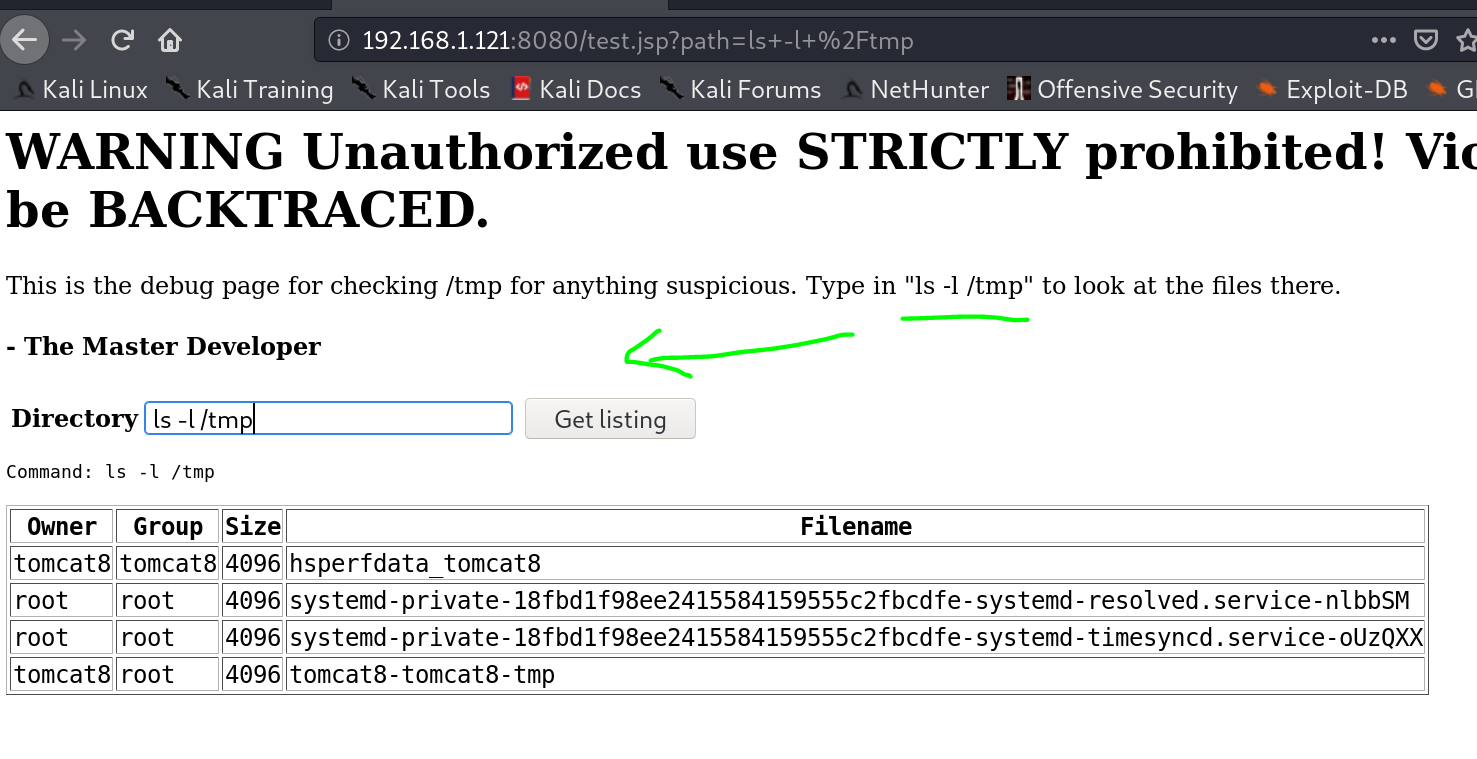 192.168.1.121:8080/test.jsp?path=ls+-l+%2Ftmp
Kali Linux Kali Training Kali Tools Kali Docs Kali Forums NetHunter Offensive Security Exploit-DB
WARNING Unauthorized use STRICTLY prohibited!
be BACKTRACED.
This is the debug page for checking /tmp for anything suspicious. Type in "ls -l /tmp" to look at the files there.
- The Master Developer
Directory ls -l /tmp Get listing
Command: ls -l /tmp
Owner Group Size Filename
tomcat8 tomcat8 4096 hsperfdata_tomcat8
root root 4096 systemd-private-18fbd1f98ee2415584159555c2fbcdfe-systemd-resolved.service-nlbbSM
root root 4096 systemd-private-18fbd1f98ee2415584159555c2fbcdfe-systemd-timesyncd.service-oUzQXX
tomcat8 root 4096 tomcat8-tomcat8-tmp